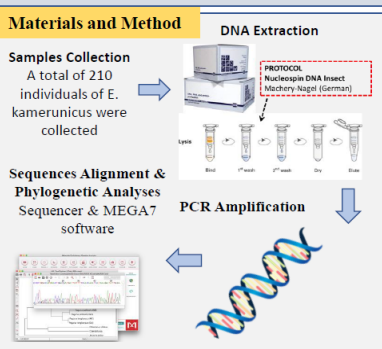 Materials and Method
Samples Collection
A total of 210
individuals of E.
kamerunicus were
collected
DNA Extraction
PROTOCOL
Nucleospin DNA Insect
Machery-Nagel (German)
Lysis
Bind
1st wash
2nd wash
Dry
Elute
PCR Amplification
Sequences Alignment &
Phylogenetic Analyses
Sequencer & MEGA7
software